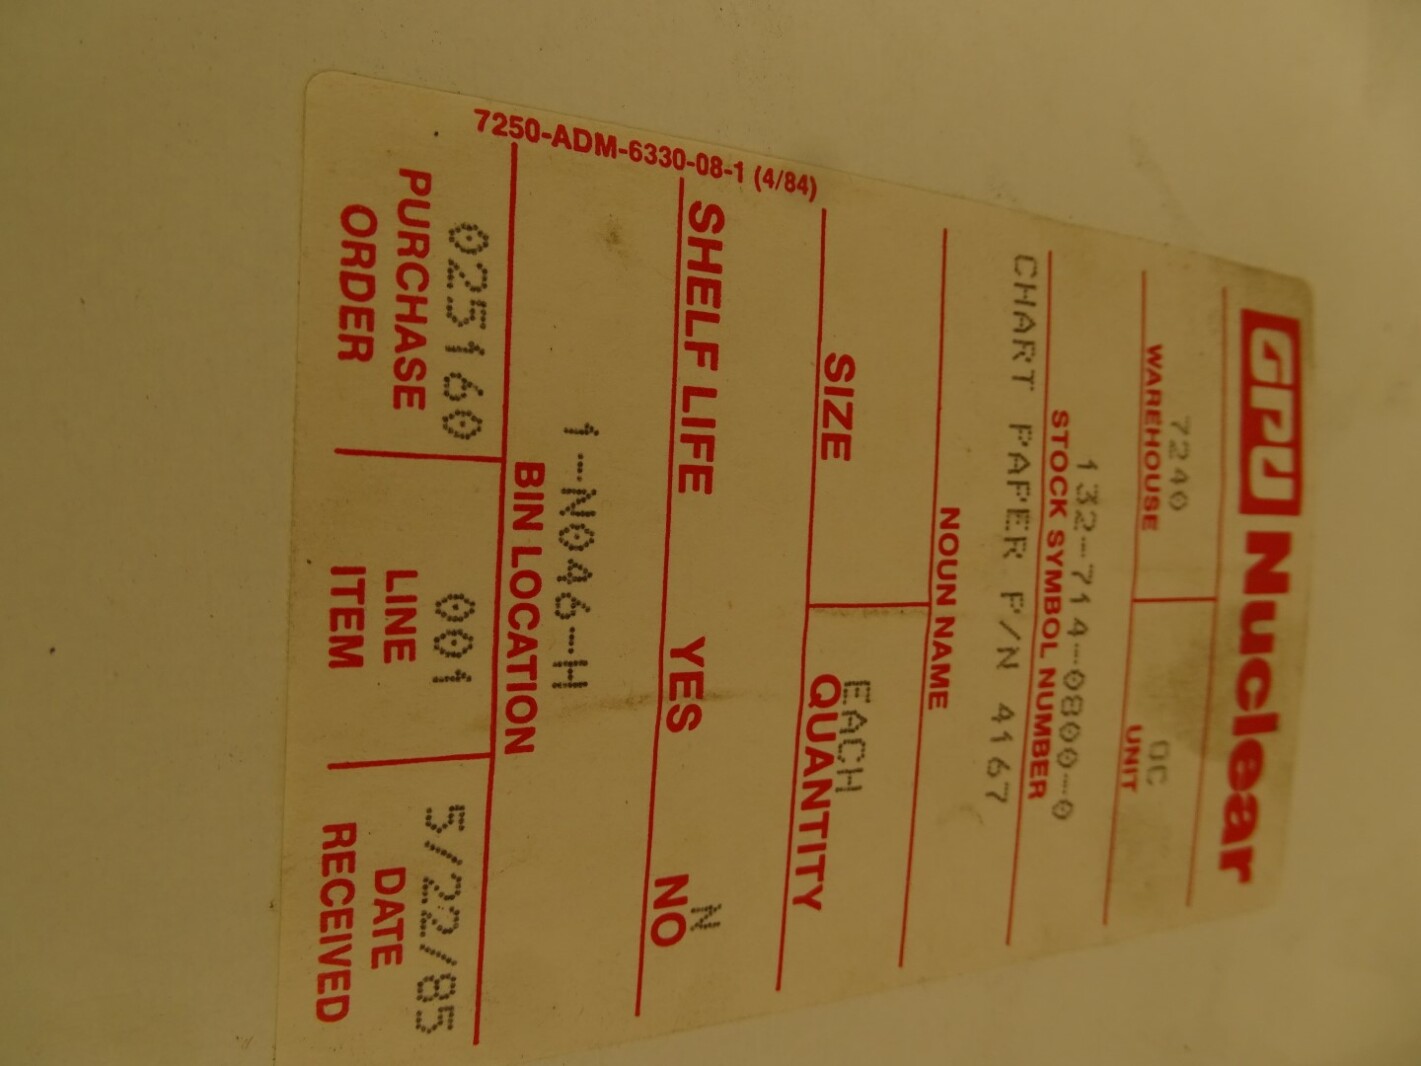 GPU Nuclear
7240 OC
WAREHOUSE UNIT
132-714-0800-0
STOCK SYMBOL NUMBER
CHART PAPER P/N 4167
NOUN NAME
EACH
SIZE QUANTITY
N
SHELF LIFE YES NO
1-N046-H
BIN LOCATION
025160 001 5/22/85
PURCHASE LINE DATE
ORDER ITEM RECEIVED
7250-ADM-6330-08-1 (4/84)